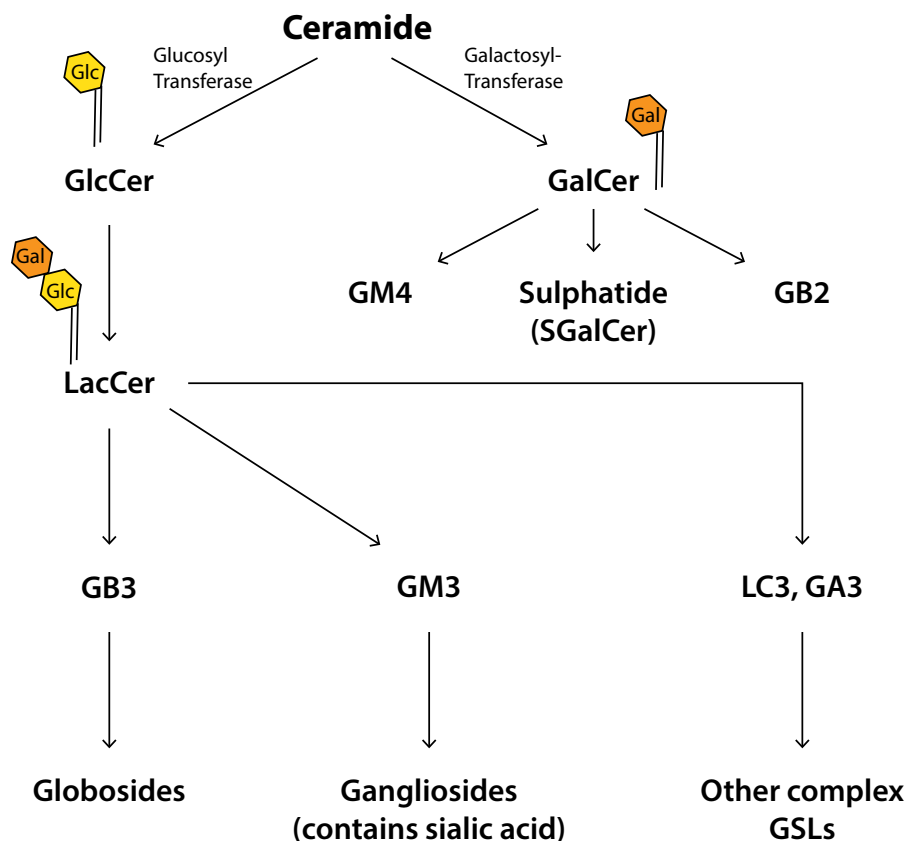 Ceramide
Glucosyl
Transferase
Galactosyl-
Transferase
Glc
Gal
GlcCer
GalCer
Gal
Glc
GM4
Sulphatide
(SGalCer)
GB2
LacCer
GB3
GM3
LC3, GA3
Globosides
Gangliosides
(contains sialic acid)
Other complex
GSLs